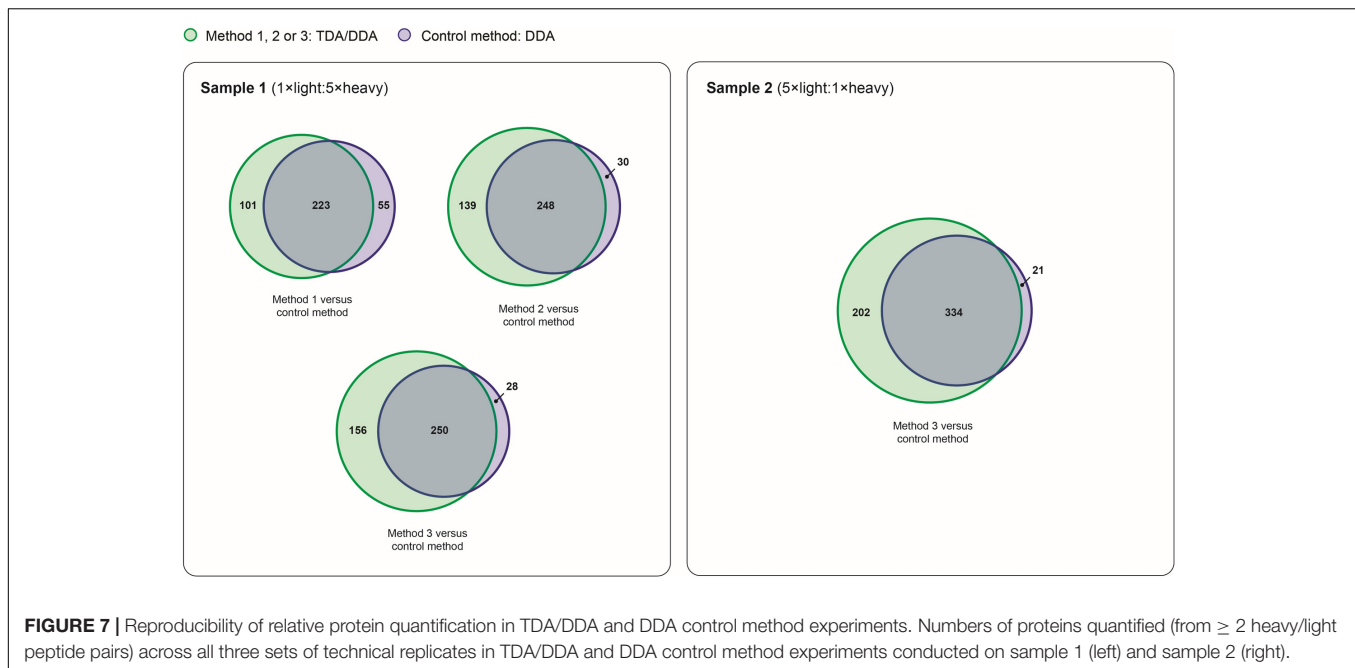 Method 1, 2 or 3: TDA/DDA Control method: DDA
Sample 1 (1×light:5×heavy)
101 223 55
Method 1 versus
control method
139 248 30
Method 2 versus
control method
156 250 28
Method 3 versus
control method
Sample 2 (5×light:1×heavy)
202 334 21
Method 3 versus
control method
FIGURE 7 | Reproducibility of relative protein quantification in TDA/DDA and DDA control method experiments. Numbers of proteins quantified (from ≥ 2 heavy/light
peptide pairs) across all three sets of technical replicates in TDA/DDA and DDA control method experiments conducted on sample 1 (left) and sample 2 (right).